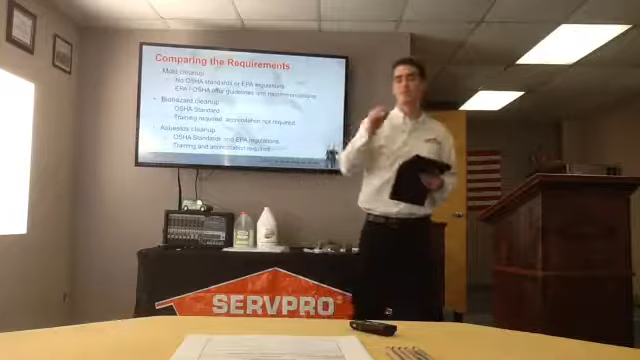 Comparing the Requirements
Mold cleanup
No OSHA standards or EPA regulations
EPA / OSHA offer guidelines and recommendations
Biohazard cleanup
OSHA Standard
Training required, accreditation not required
Asbestos cleanup
OSHA Standards and EPA regulations
Training and accreditation required
SERVPRO